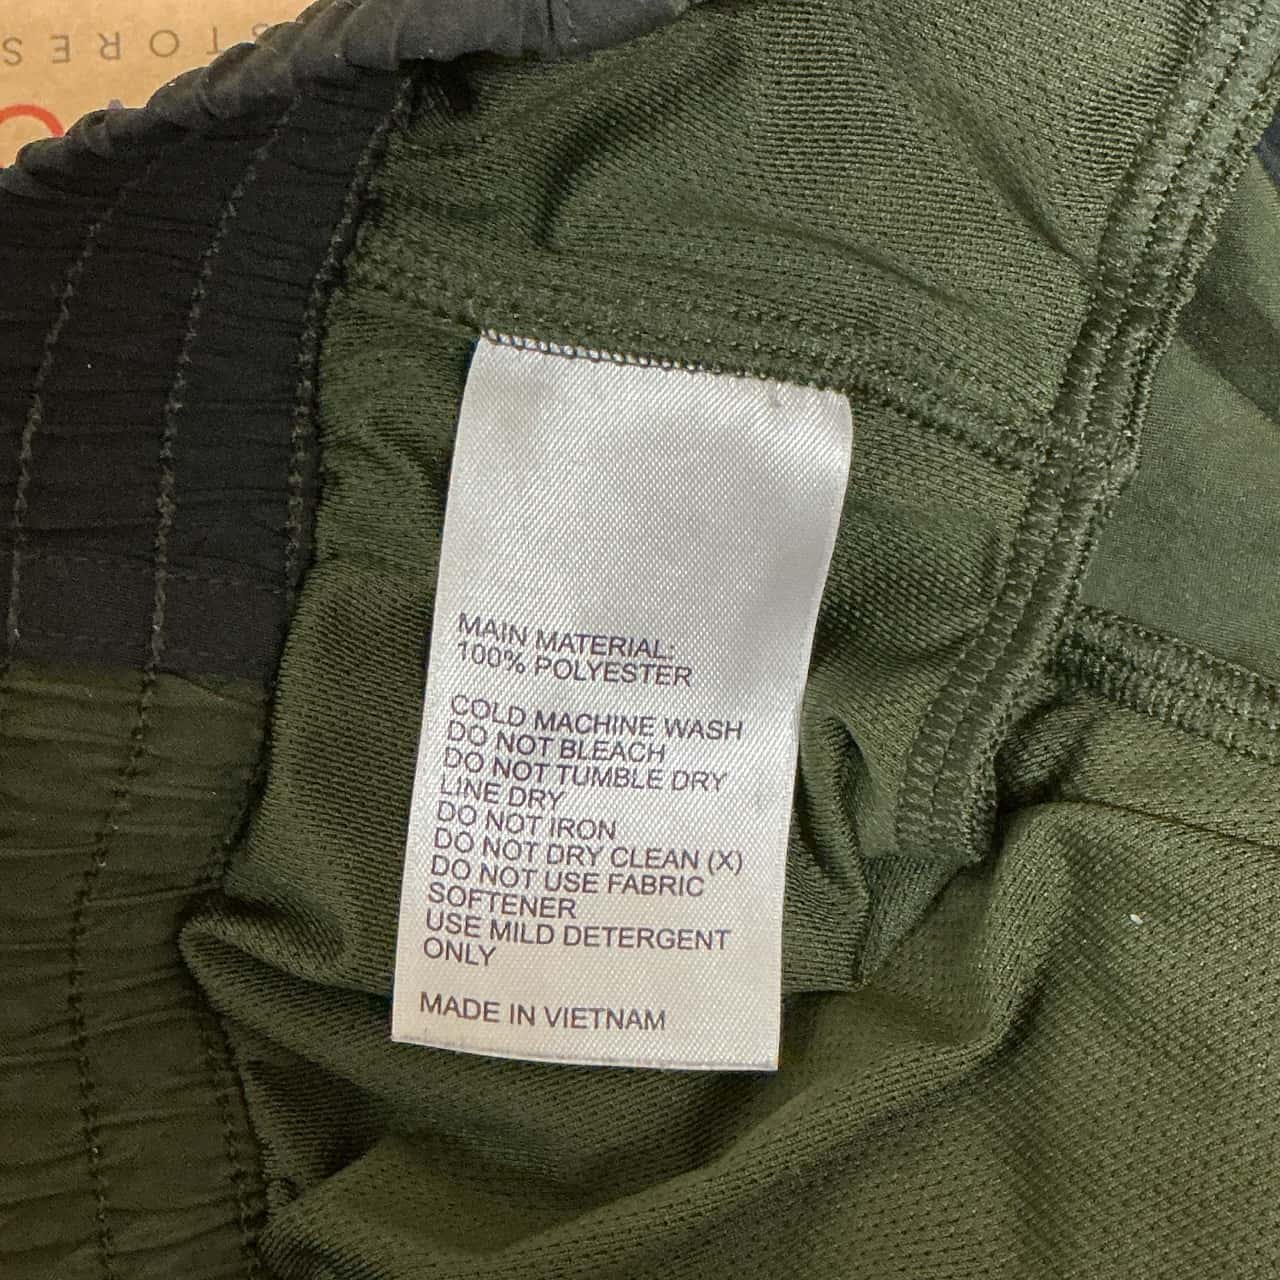 STORES
MAIN MATERIAL:
100% POLYESTER
COLD MACHINE WASH
DO NOT BLEACH
DO NOT TUMBLE DRY
LINE DRY
DO NOT IRON
DO NOT DRY CLEAN (X)
DO NOT USE FABRIC
SOFTENER
USE MILD DETERGENT
ONLY
MADE IN VIETNAM